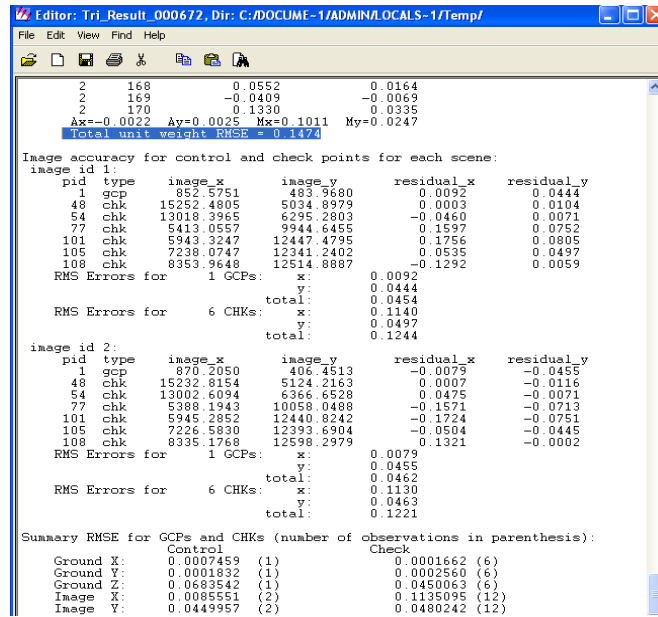 Editor: Tri_Result_000672, Dir: C:/DOCUME~1/ADMIN/LOCALS~1/Temp/
File Edit View Find Help
2 168 0.0552 0.0164
2 169 -0.0409 -0.0069
2 170 0.1330 0.0335
Ax=-0.0022 Ay=0.0025 Mx=0.1011 My=0.0247
Total unit weight RMSE = 0.1474
Image accuracy for control and check points for each scene:
image id 1:
pid type image_x image_y residual_x residual_y
1 gcp 852.5751 483.9680 0.0092 0.0444
48 chk 15252.4805 5034.8979 0.0003 0.0104
54 chk 13018.3965 6295.2803 -0.0460 0.0071
77 chk 5413.0557 9944.6455 0.1597 0.0752
101 chk 5943.3247 12447.4795 0.1756 0.0805
105 chk 7238.0747 12341.2402 0.0535 0.0497
108 chk 8353.9648 12514.8887 -0.1292 0.0059
RMS Errors for 1 GCPs: x: 0.0092
y: 0.0444
total: 0.0454
RMS Errors for 6 CHKs: x: 0.1140
y: 0.0497
total: 0.1244
image id 2:
pid type image_x image_y residual_x residual_y
1 gcp 870.2050 406.4513 -0.0079 -0.0455
48 chk 15232.8154 5124.2163 0.0007 -0.0116
54 chk 13002.6094 6366.6528 0.0475 -0.0071
77 chk 5388.1943 10058.0488 -0.1571 -0.0713
101 chk 5945.2852 12440.8242 -0.1724 -0.0751
105 chk 7226.5830 12393.6904 -0.0504 -0.0445
108 chk 8335.1768 12598.2979 0.1321 -0.0002
RMS Errors for 1 GCPs: x: 0.0079
y: 0.0455
total: 0.0462
RMS Errors for 6 CHKs: x: 0.1130
y: 0.0463
total: 0.1221
Summary RMSE for GCPs and CHKs (number of observations in parenthesis):
Control Check
Ground X: 0.0007459 (1) 0.0001662 (6)
Ground Y: 0.0001832 (1) 0.0002560 (6)
Ground Z: 0.0683542 (1) 0.0450063 (6)
Image X: 0.0085551 (2) 0.1135095 (12)
Image Y: 0.0449957 (2) 0.0480242 (12)